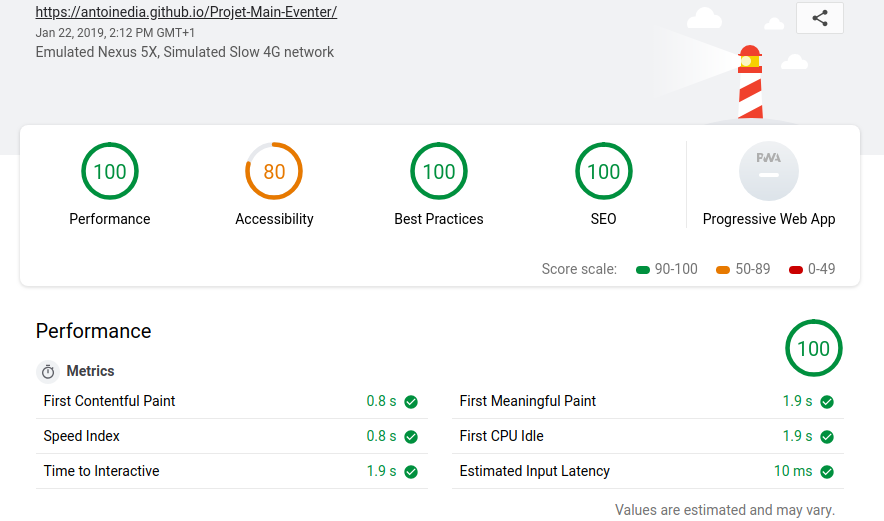 https://antoinedia.github.io/Projet-Main-Eventer/
Jan 22, 2019, 2:12 PM GMT+1
Emulated Nexus 5X, Simulated Slow 4G network
100 80 100 100 PWA
Performance Accessibility Best Practices SEO Progressive Web App
Score scale: 90-100 50-89 0-49
Performance 100
Metrics
First Contentful Paint 0.8 s First Meaningful Paint 1.9 s
Speed Index 0.8 s First CPU Idle 1.9 s
Time to Interactive 1.9 s Estimated Input Latency 10 ms
Values are estimated and may vary.